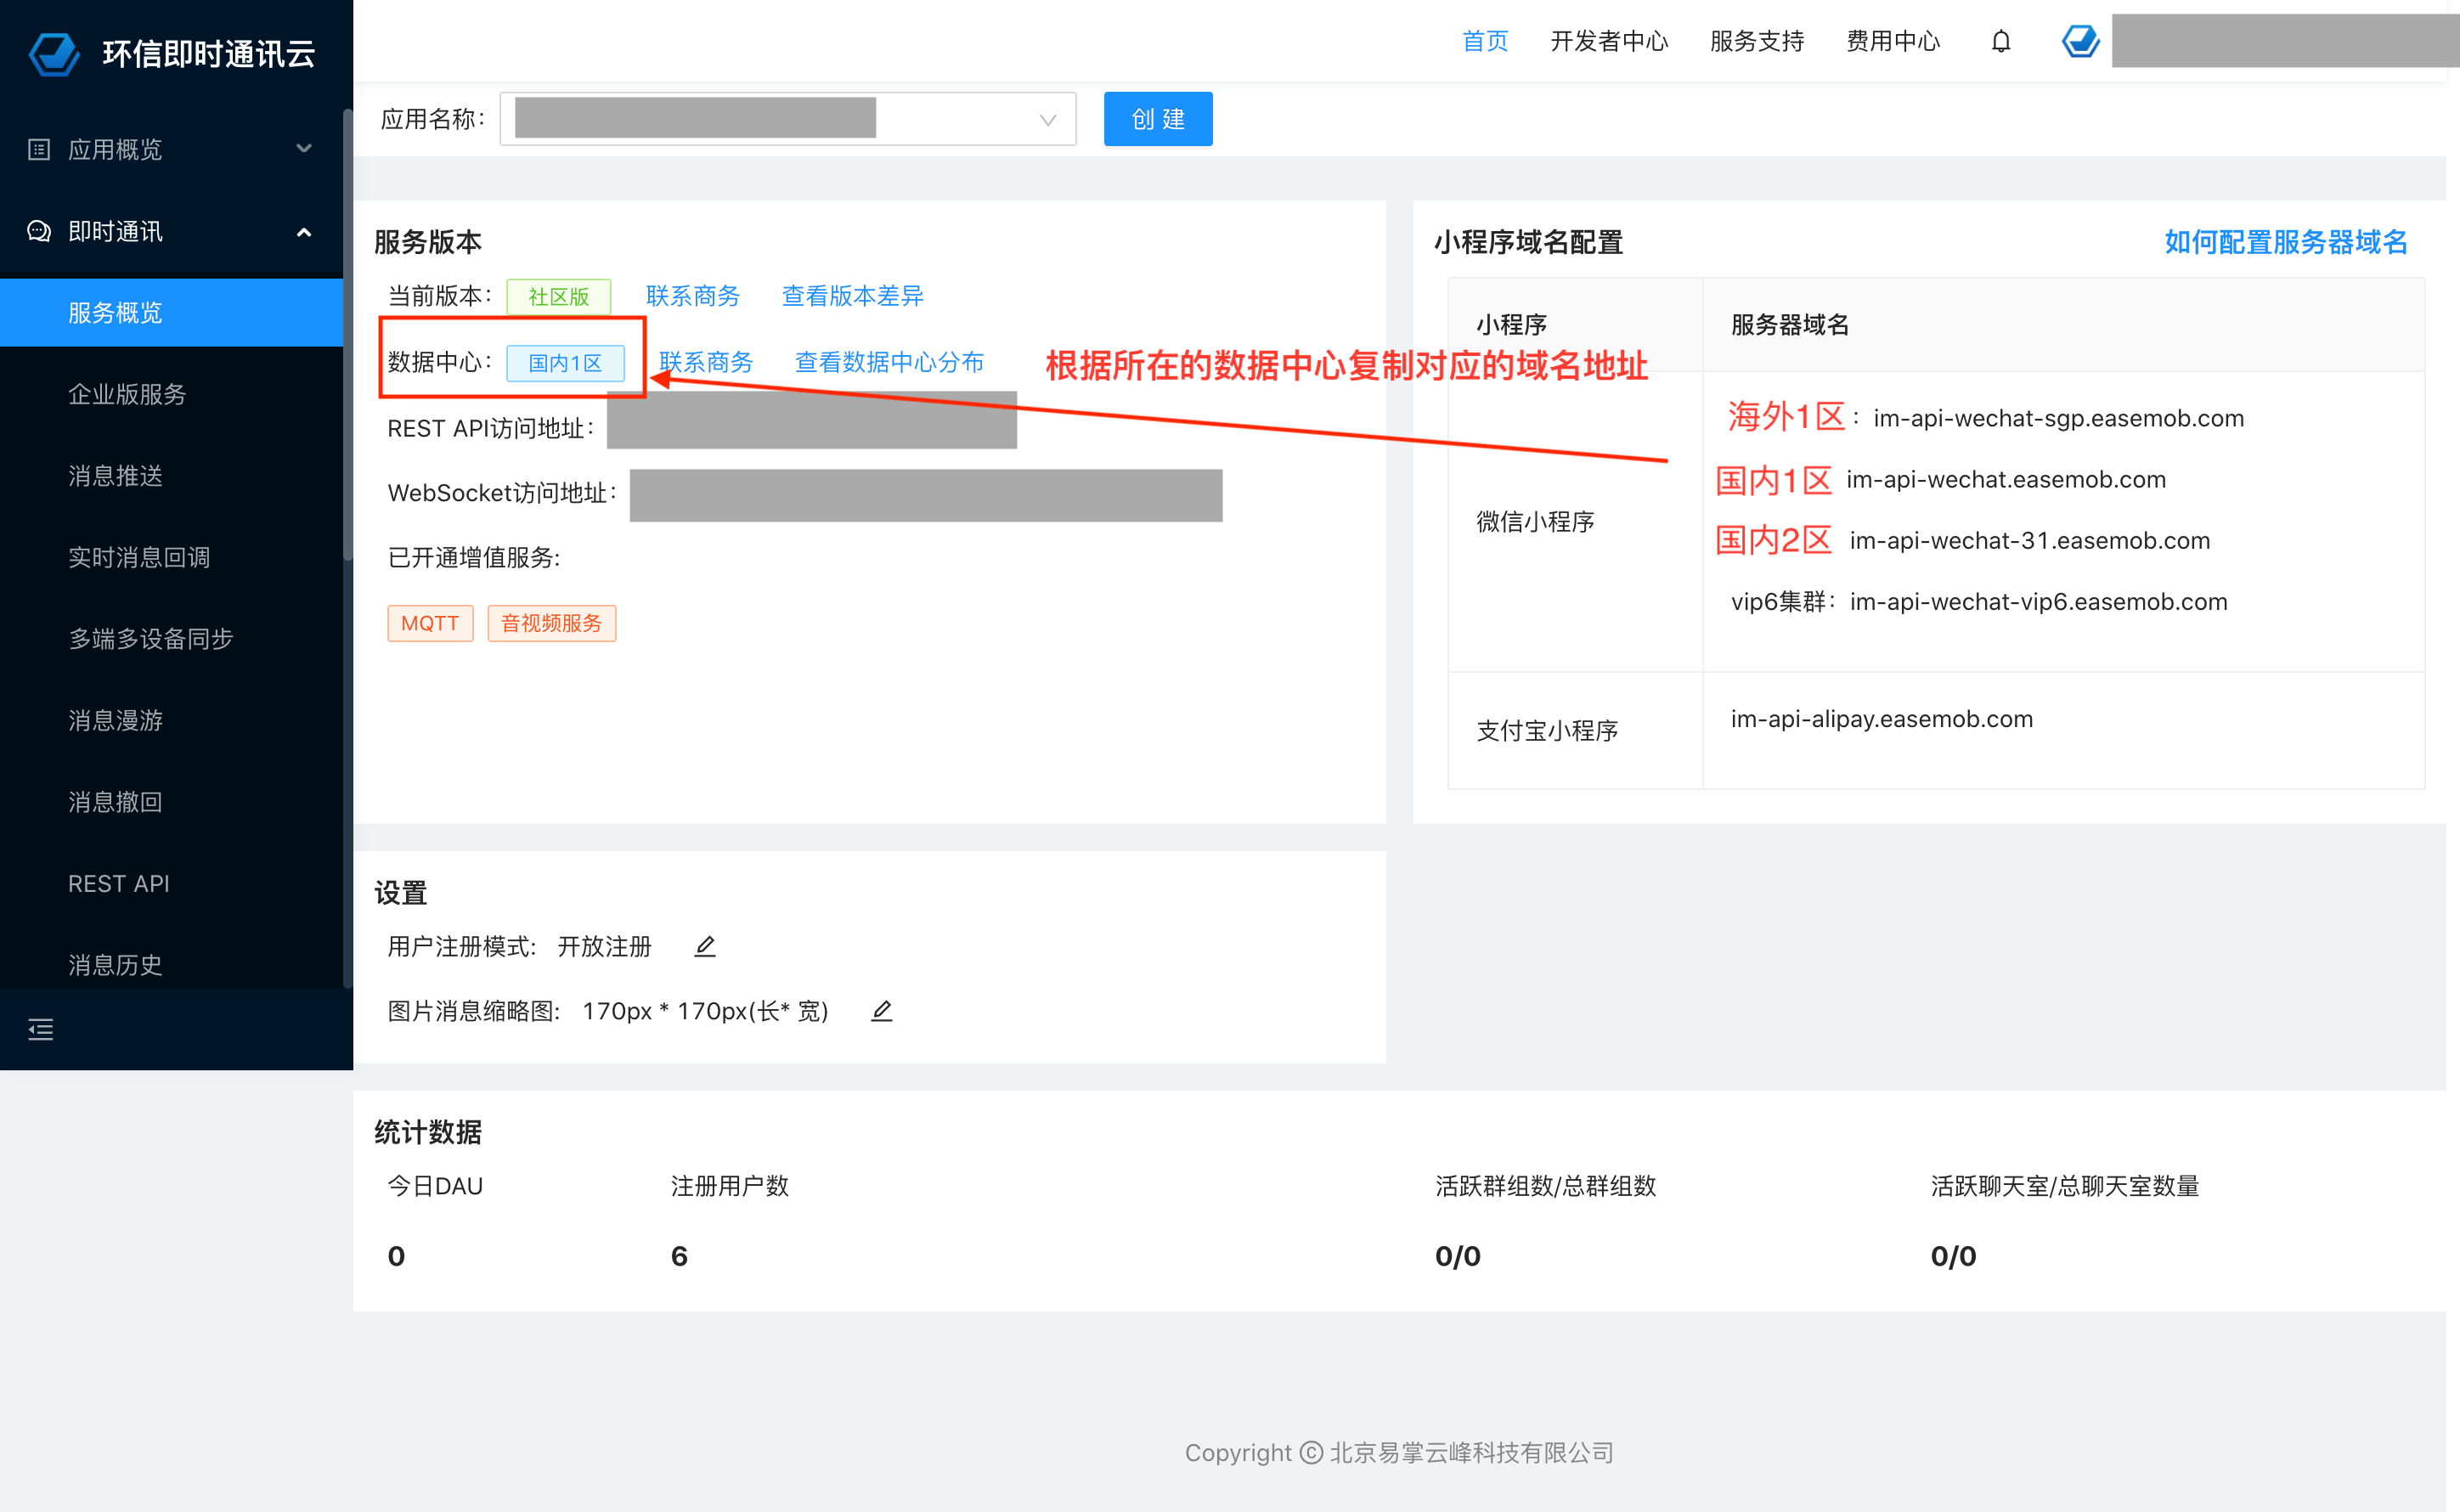 环信即时通讯云
首页 开发者中心 服务支持 费用中心
应用名称：
创 建
应用概览
即时通讯
服务概览
企业版服务
消息推送
实时消息回调
多端多设备同步
消息漫游
消息撤回
REST API
消息历史
服务版本
当前版本： 社区版 联系商务 查看版本差异
数据中心： 国内1区 联系商务 查看数据中心分布
根据所在的数据中心复制对应的域名地址
REST API访问地址：
WebSocket访问地址：
已开通增值服务:
MQTT 音视频服务
小程序域名配置 如何配置服务器域名
小程序 服务器域名
微信小程序
海外1区： im-api-wechat-sgp.easemob.com
国内1区 im-api-wechat.easemob.com
国内2区 im-api-wechat-31.easemob.com
vip6集群： im-api-wechat-vip6.easemob.com
支付宝小程序 im-api-alipay.easemob.com
设置
用户注册模式: 开放注册
图片消息缩略图: 170px * 170px(长* 宽)
统计数据
今日DAU 注册用户数 活跃群组数/总群组数 活跃聊天室/总聊天室数量
0 6 0/0 0/0
Copyright © 北京易掌云峰科技有限公司